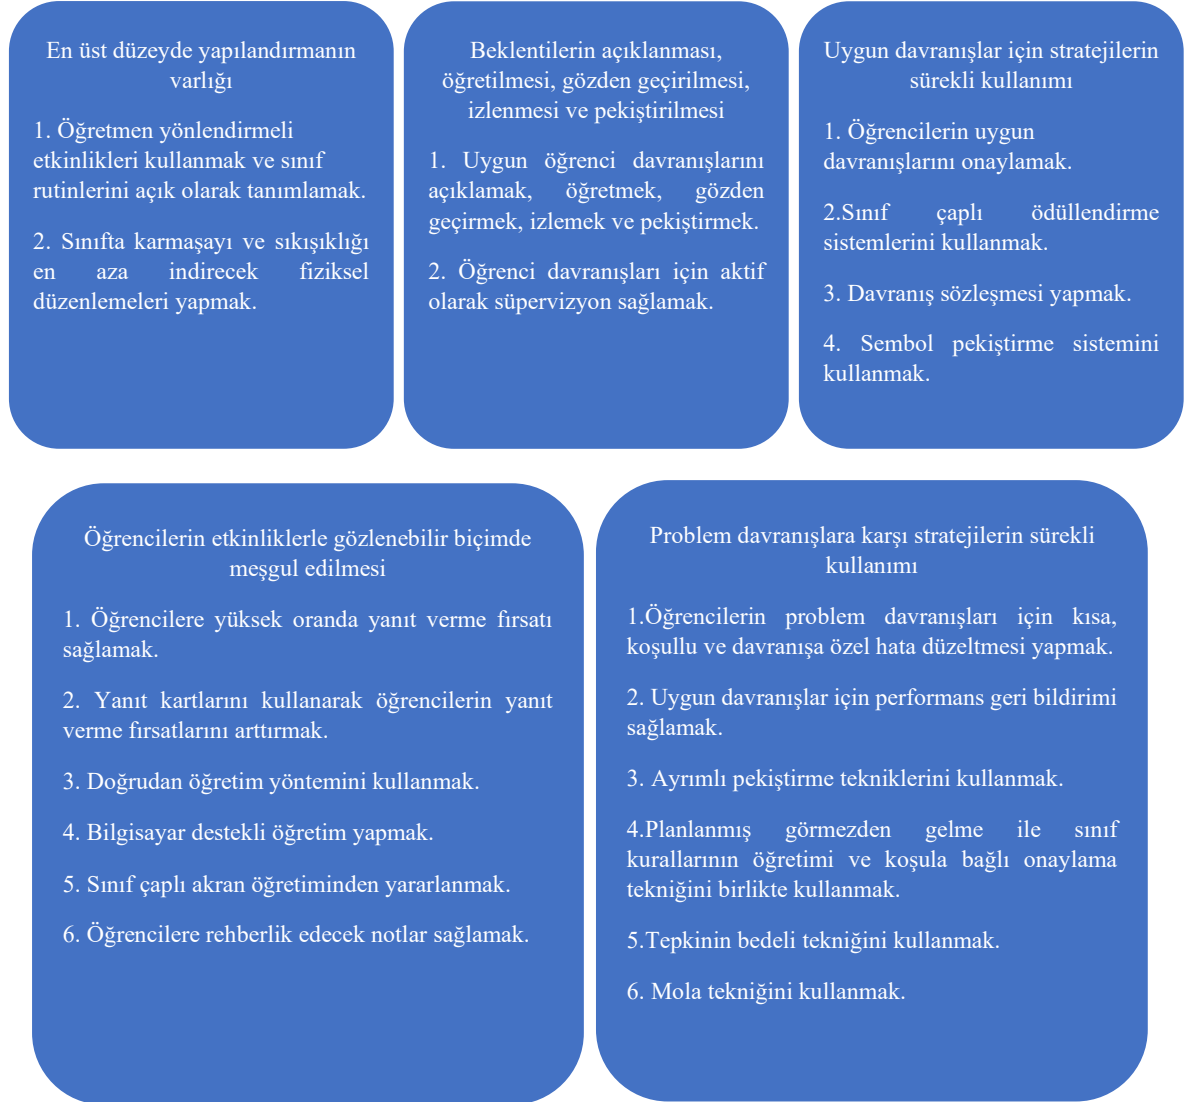 En üst düzeyde yapılandırmanın
varlığı
1. Öğretmen yönlendirmeli
etkinlikleri kullanmak ve sınıf
rutinlerini açık olarak tanımlamak.
2. Sınıfta karmaşayı ve sıkışıklığı
en aza indirecek fiziksel
düzenlemeleri yapmak.
Beklentilerin açıklanması,
öğretilmesi, gözden geçirilmesi,
izlenmesi ve pekiştirilmesi
1. Uygun öğrenci davranışlarını
açıklamak, öğretmek, gözden
geçirmek, izlemek ve pekiştirmek.
2. Öğrenci davranışları için aktif
olarak süpervizyon sağlamak.
Uygun davranışlar için stratejilerin
sürekli kullanımı
1. Öğrencilerin uygun
davranışlarını onaylamak.
2.Sınıf çaplı ödüllendirme
sistemlerini kullanmak.
3. Davranış sözleşmesi yapmak.
4. Sembol pekiştirme sistemini
kullanmak.
Öğrencilerin etkinliklerle gözlenebilir biçimde
meşgul edilmesi
1. Öğrencilere yüksek oranda yanıt verme fırsatı
sağlamak.
2. Yanıt kartlarını kullanarak öğrencilerin yanıt
verme fırsatlarını arttırmak.
3. Doğrudan öğretim yöntemini kullanmak.
4. Bilgisayar destekli öğretim yapmak.
5. Sınıf çaplı akran öğretiminden yararlanmak.
6. Öğrencilere rehberlik edecek notlar sağlamak.
Problem davranışlara karşı stratejilerin sürekli
kullanımı
1.Öğrencilerin problem davranışları için kısa,
koşullu ve davranışa özel hata düzeltmesi yapmak.
2. Uygun davranışlar için performans geri bildirimi
sağlamak.
3. Ayrımlı pekiştirme tekniklerini kullanmak.
4.Planlanmış görmezden gelme ile sınıf
kurallarının öğretimi ve koşula bağlı onaylama
tekniğini birlikte kullanmak.
5.Tepkinin bedeli tekniğini kullanmak.
6. Mola tekniğini kullanmak.